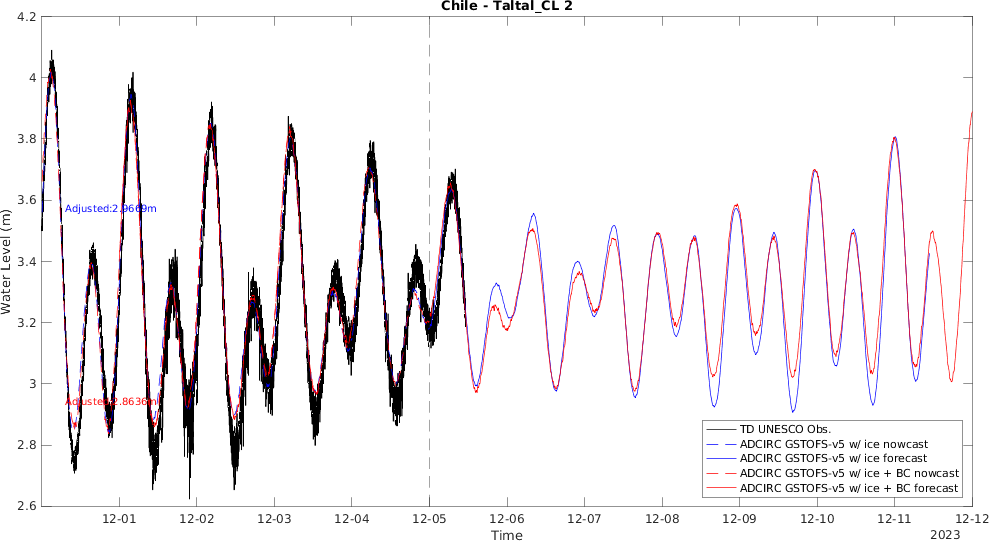 Chile - Taltal_CL 2
Water Level (m)
4.2
4
3.8
3.6
3.4
3.2
3
2.8
2.6
Adjusted:2.9669m
Adjusted:2.8636m
TD UNESCO Obs.
ADCIRC GSTOFS-v5 w/ ice nowcast
ADCIRC GSTOFS-v5 w/ ice forecast
ADCIRC GSTOFS-v5 w/ ice + BC nowcast
ADCIRC GSTOFS-v5 w/ ice + BC forecast
12-01 12-02 12-03 12-04 12-05 12-06 12-07 12-08 12-09 12-10 12-11 12-12
Time
2023